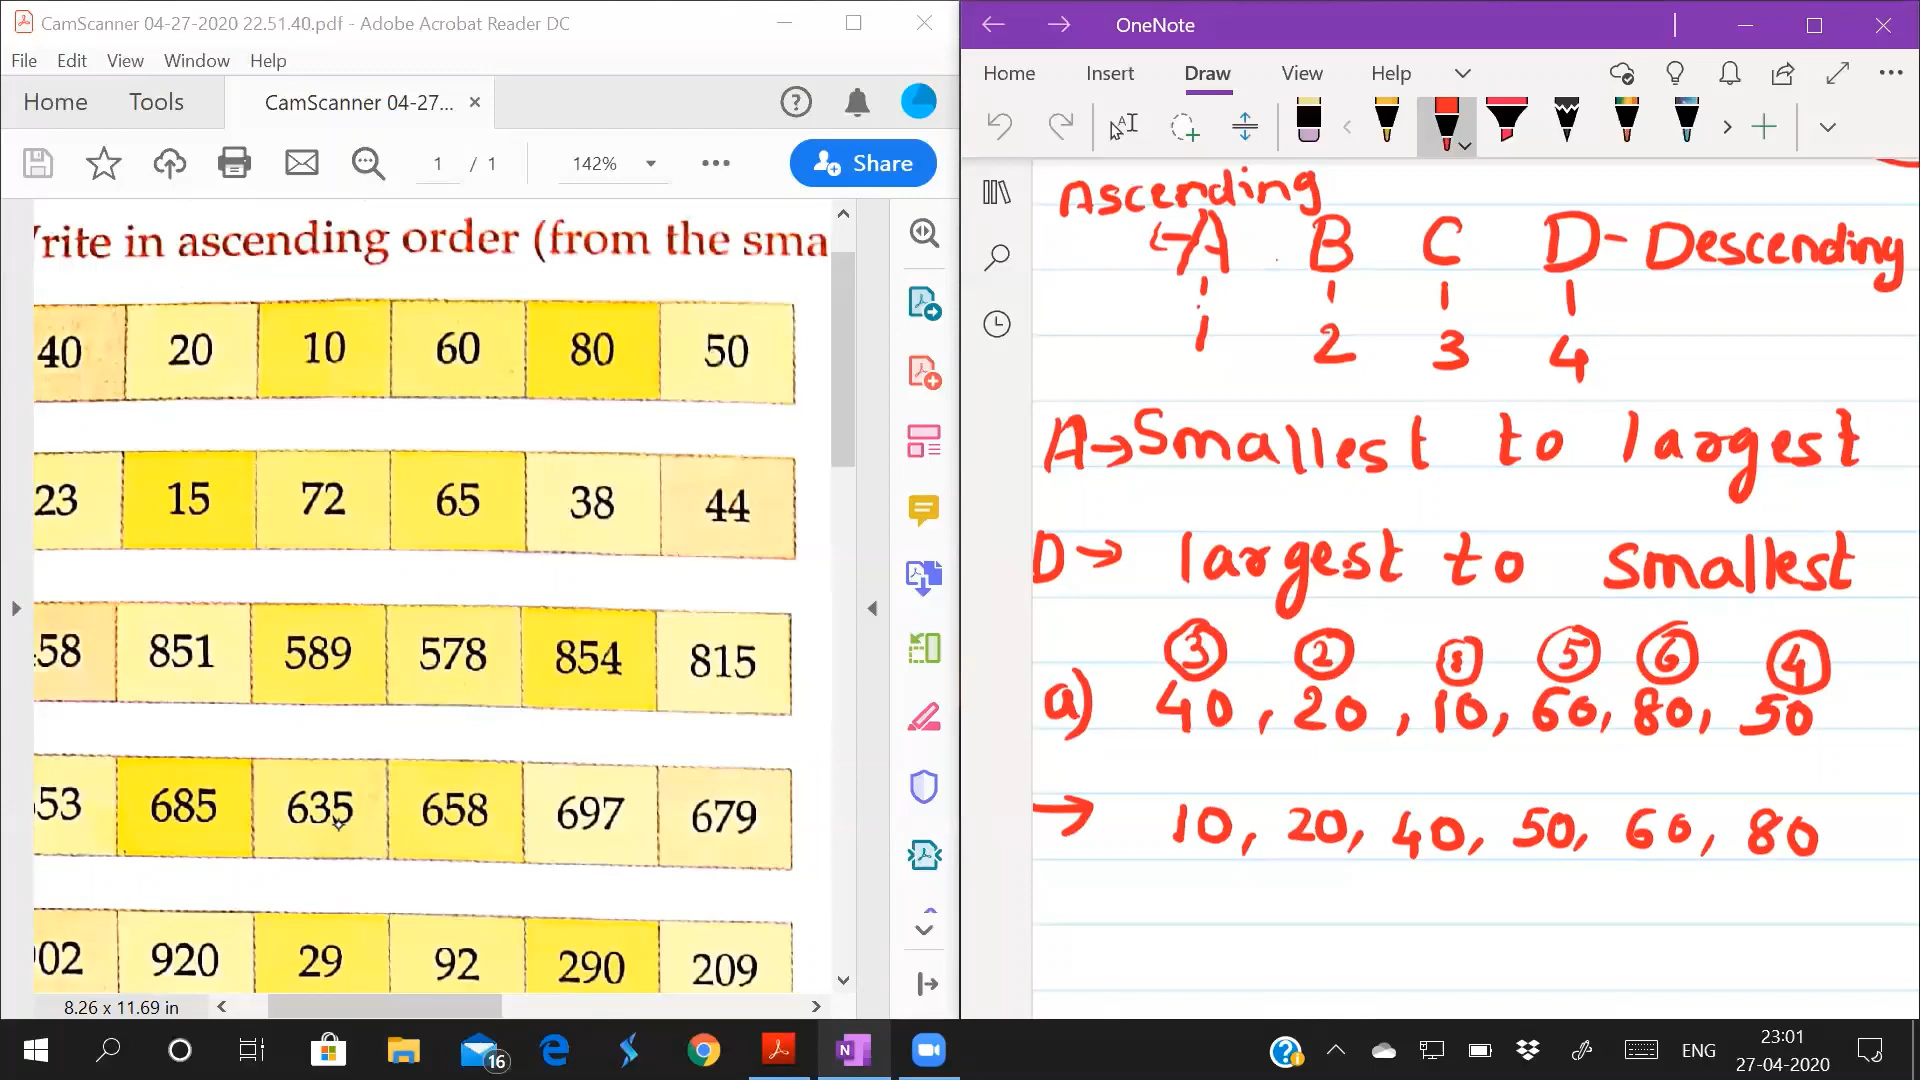 CamScanner 04-27-2020 22.51.40.pdf - Adobe Acrobat Reader DC
File Edit View Window Help
Home Tools CamScanner 04-27... ×
1 / 1 142% Share
rite in ascending order (from the sma
40 20 10 60 80 50
23 15 72 65 38 44
58 851 589 578 854 815
53 685 635 658 697 679
02 920 29 92 290 209
8.26 x 11.69 in
OneNote
Home Insert Draw View Help
Ascending
A B C D - Descending
1 2 3 4
A→Smallest to largest
D→ largest to smallest
3 2 1 5 6 4
a) 40, 20, 10, 60, 80, 50
→ 10, 20, 40, 50, 60, 80
16 ENG 23:01
27-04-2020